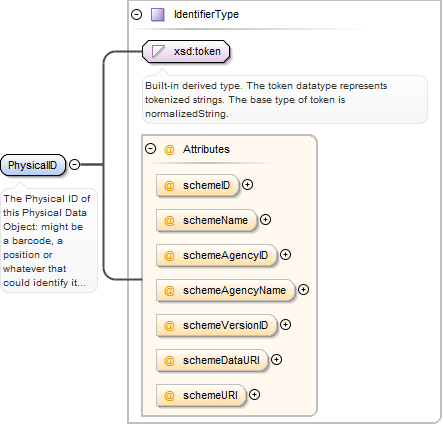 IdentifierType
xsd:token
Built-in derived type. The token datatype represents
tokenized strings. The base type of token is
normalizedString.
PhysicalID
The Physical ID of
this Physical Data
Object: might be
a barcode, a
position or
whatever that
could identify it...
@ Attributes
@ schemeID
@ schemeName
@ schemeAgencyID
@ schemeAgencyName
@ schemeVersionID
@ schemeDataURI
@ schemeURI